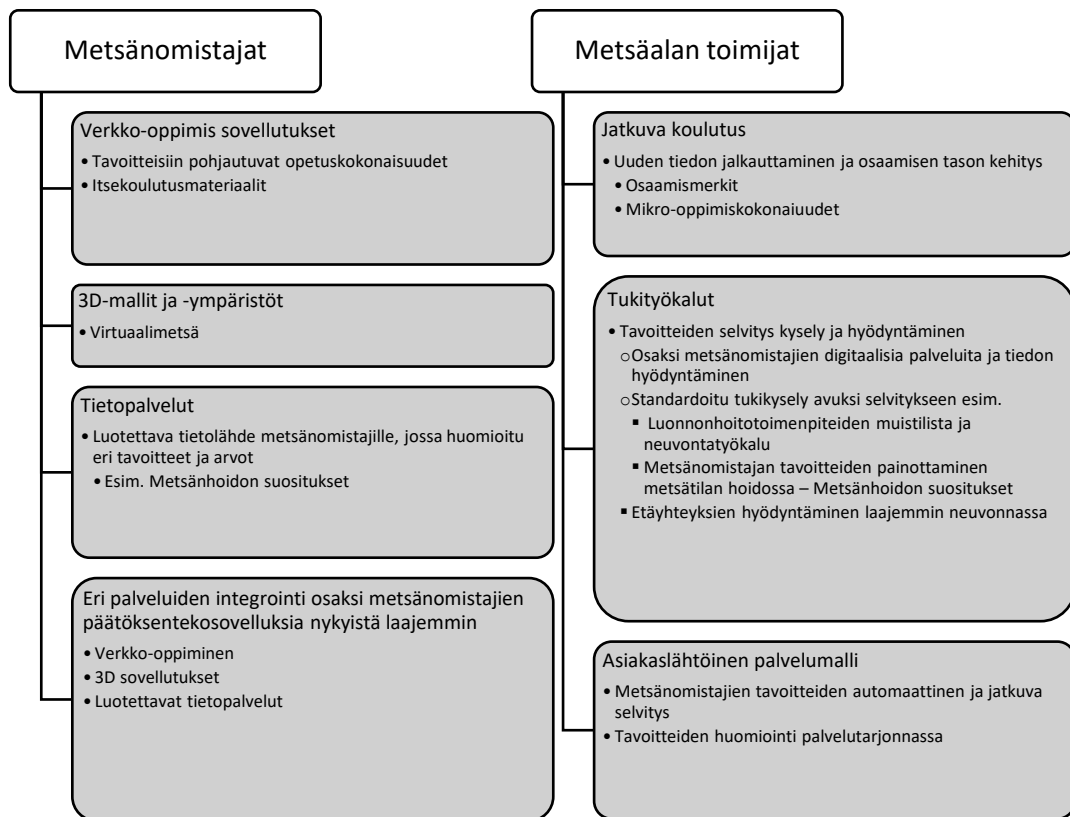 Metsänomistajat
Verkko-oppimis sovellutukset
• Tavoitteisiin pohjautuvat opetuskokonaisuudet
• Itsekoulutusmateriaalit
3D-mallit ja -ympäristöt
• Virtuaalimetsä
Tietopalvelut
• Luotettava tietolähde metsänomistajille, jossa huomioitu
eri tavoitteet ja arvot
• Esim. Metsänhoidon suositukset
Eri palveluiden integrointi osaksi metsänomistajien
päätöksentekosovelluksia nykyistä laajemmin
• Verkko-oppiminen
• 3D sovellutukset
• Luotettavat tietopalvelut
Metsäalan toimijat
Jatkuva koulutus
• Uuden tiedon jalkauttaminen ja osaamisen tason kehitys
• Osaamismerkit
• Mikro-oppimiskokonaiuudet
Tukityökalut
• Tavoitteiden selvitys kysely ja hyödyntäminen
oOsaksi metsänomistajien digitaalisia palveluita ja tiedon
hyödyntäminen
oStandardoitu tukikysely avuksi selvitykseen esim.
▪ Luonnonhoitotoimenpiteiden muistilista ja
neuvontatyökalu
▪ Metsänomistajan tavoitteiden painottaminen
metsätilan hoidossa – Metsänhoidon suositukset
▪ Etäyhteyksien hyödyntäminen laajemmin neuvonnassa
Asiakaslähtöinen palvelumalli
• Metsänomistajien tavoitteiden automaattinen ja jatkuva
selvitys
• Tavoitteiden huomiointi palvelutarjonnassa